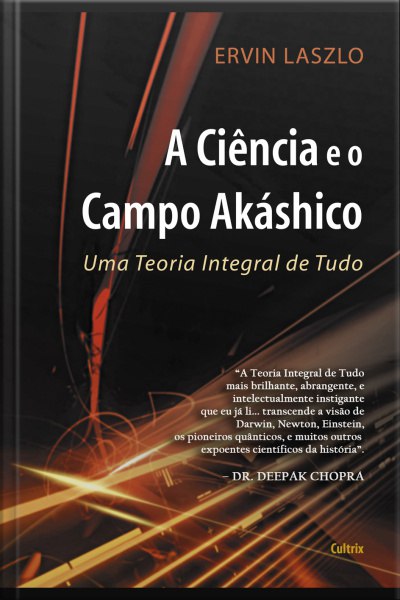 ERVIN LASZLO
A Ciência e o
Campo Akáshico
Uma Teoria Integral de Tudo
“A Teoria Integral de Tudo
mais brilhante, abrangente, e
intelectualmente instigante
que eu já li... transcende a visão de
Darwin, Newton, Einstein,
os pioneiros quânticos, e muitos outros
expoentes científicos da história”.
– DR. DEEPAK CHOPRA
Cultrix